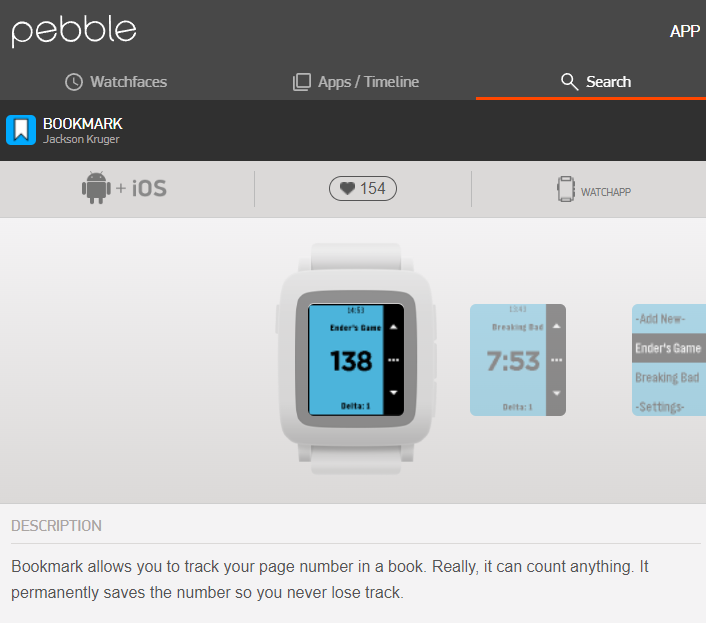 pebble
APP
Watchfaces
Apps / Timeline
Search
BOOKMARK
Jackson Kruger
+ iOS
154
WATCHAPP
14:53
Ender's Game
138
Delta: 1
13:43
Breaking Bad
7:53
Delta: 1
-Add New-
Ender's Game
Breaking Bad
-Settings-
DESCRIPTION
Bookmark allows you to track your page number in a book. Really, it can count anything. It
permanently saves the number so you never lose track.